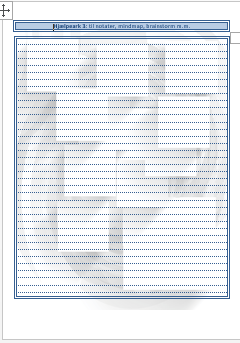 Hjælpeark 3: til notater, mindmap, brainstorm m.m.